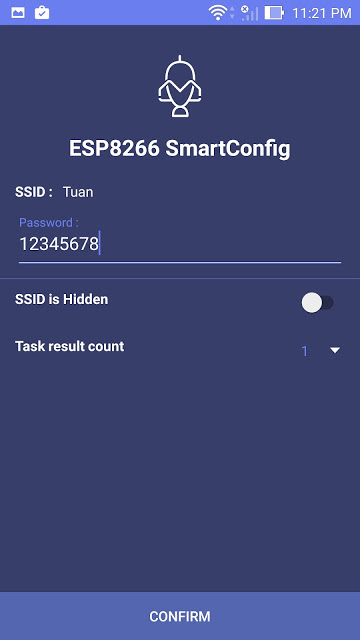 11:21 PM
ESP8266 SmartConfig
SSID : Tuan
Password :
12345678
SSID is Hidden
Task result count 1
CONFIRM